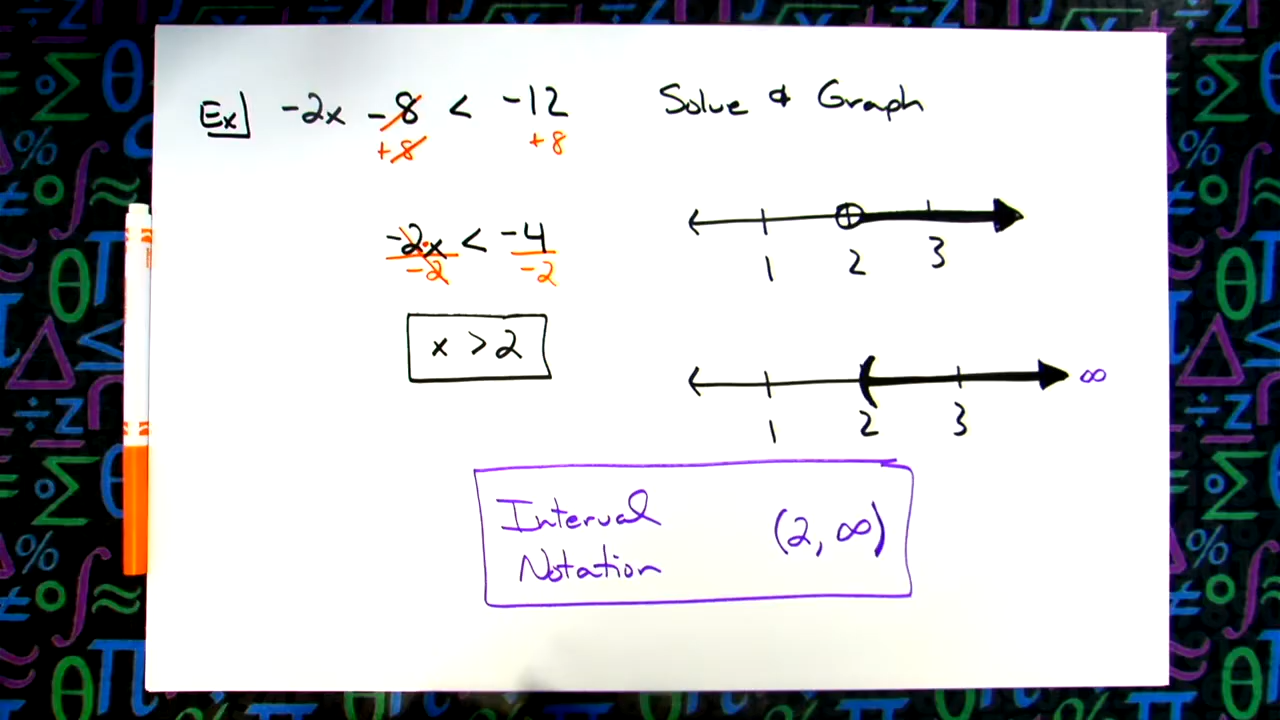 Ex] -2x - 8 < -12 Solve & Graph
+8 +8
-2x < -4
-2 -2
x > 2
1 2 3
∞
1 2 3
Interval (2, ∞)
Notation